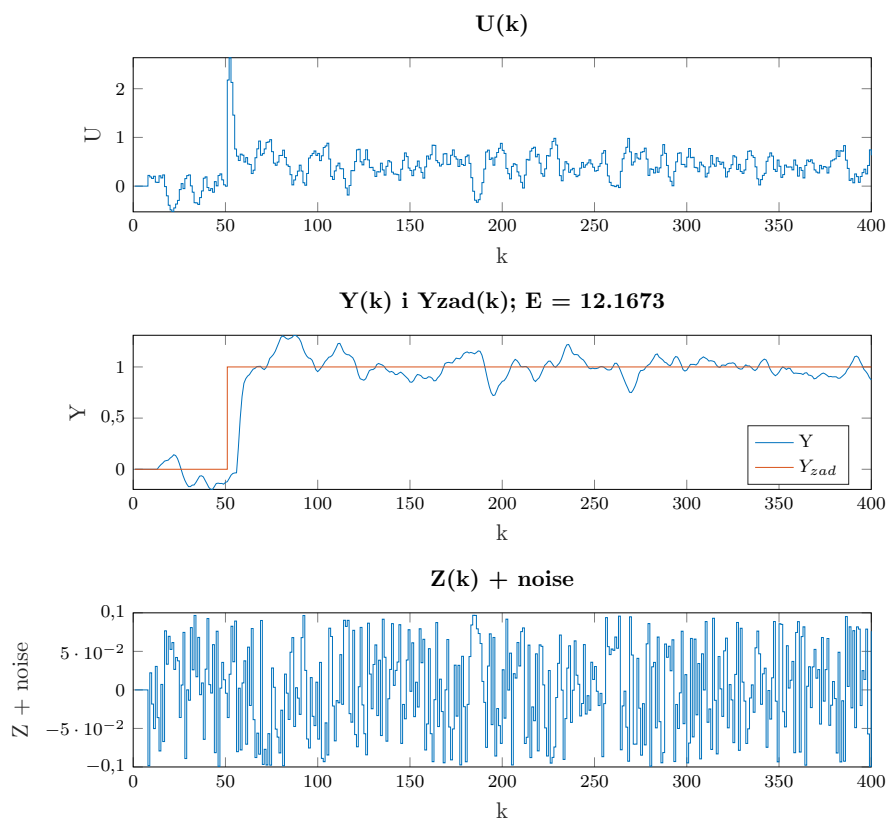 U(k)
2
1
0
U
0 50 100 150 200 250 300 350 400
k
Y(k) i Yzad(k); E = 12.1673
1
0,5
0
Y
Y
Y_{zad}
0 50 100 150 200 250 300 350 400
k
Z(k) + noise
0,1
5 · 10^{−2}
0
−5 · 10^{−2}
−0,1
Z + noise
0 50 100 150 200 250 300 350 400
k